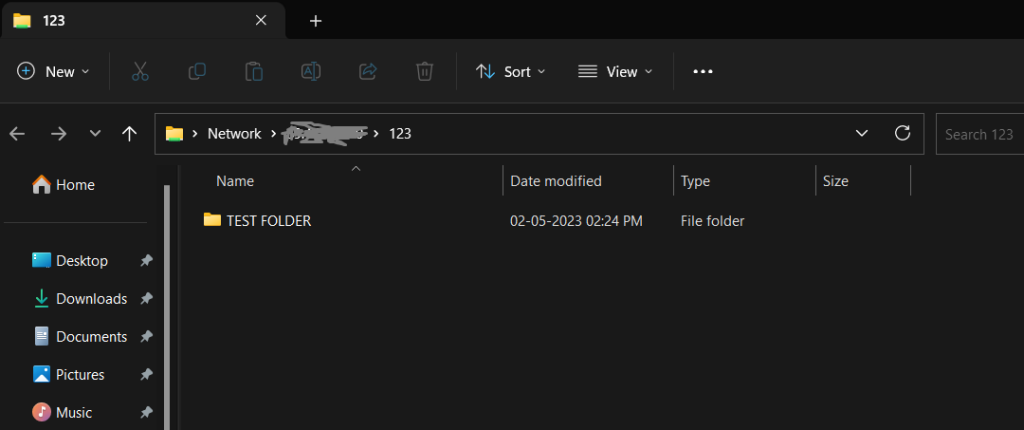 123
New
Sort
View
Network
123
Search 123
Home
Name
Date modified
Type
Size
TEST FOLDER
02-05-2023 02:24 PM
File folder
Desktop
Downloads
Documents
Pictures
Music